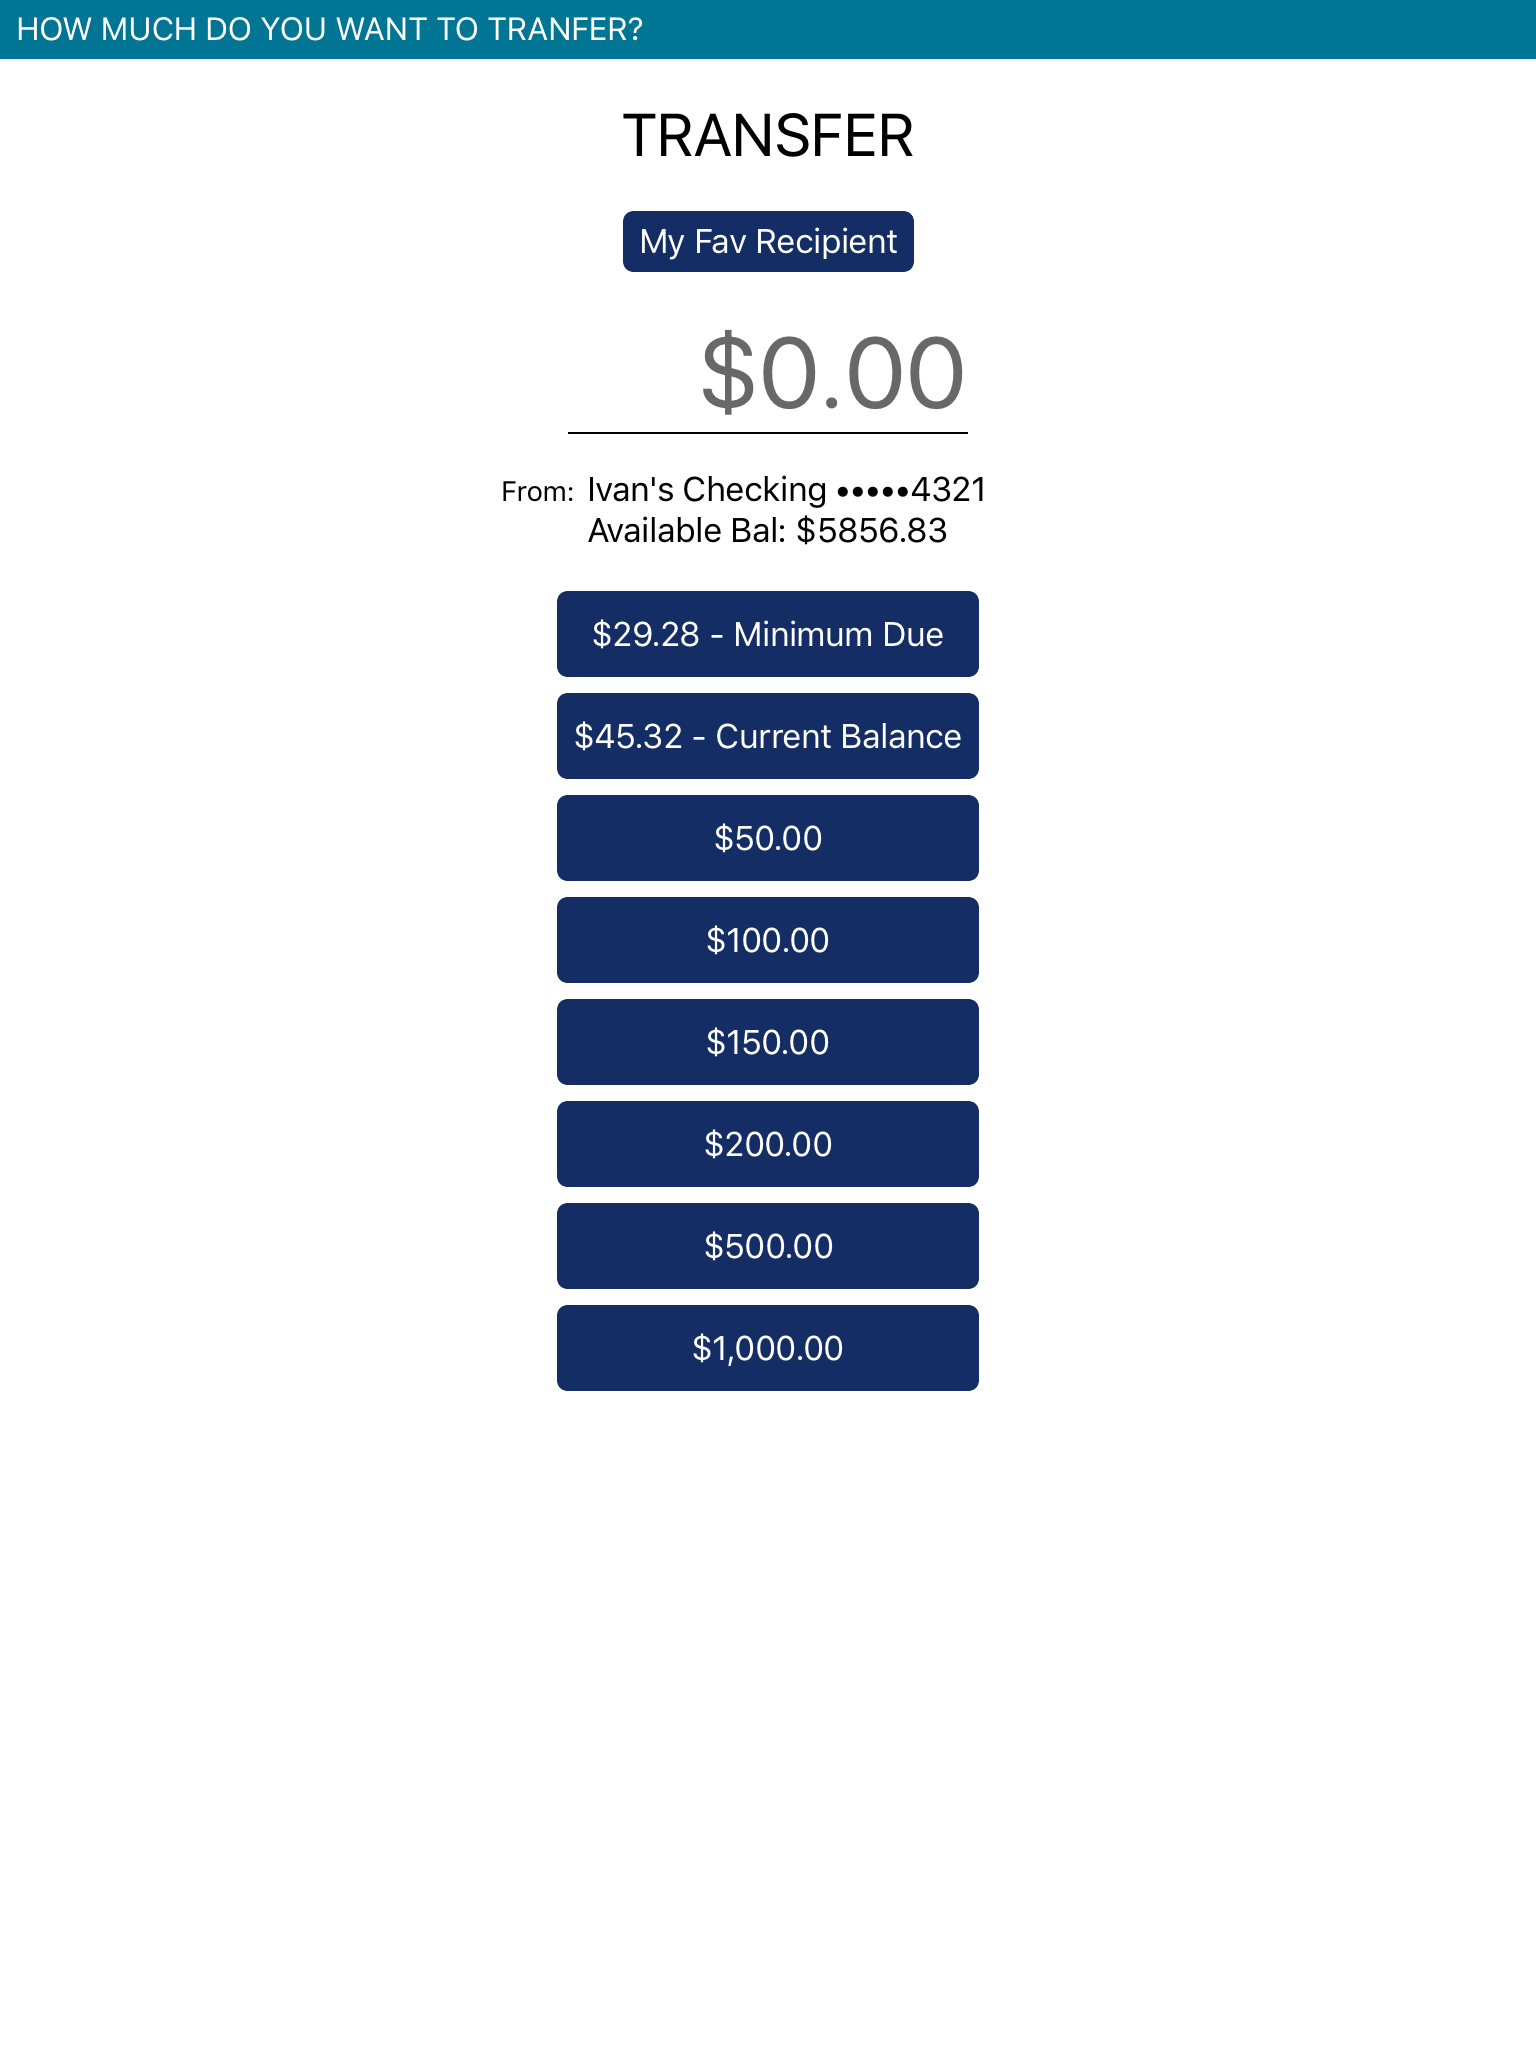 HOW MUCH DO YOU WANT TO TRANFER?
TRANSFER
My Fav Recipient
$0.00
From: Ivan's Checking •••••4321
Available Bal: $5856.83
$29.28 - Minimum Due
$45.32 - Current Balance
$50.00
$100.00
$150.00
$200.00
$500.00
$1,000.00